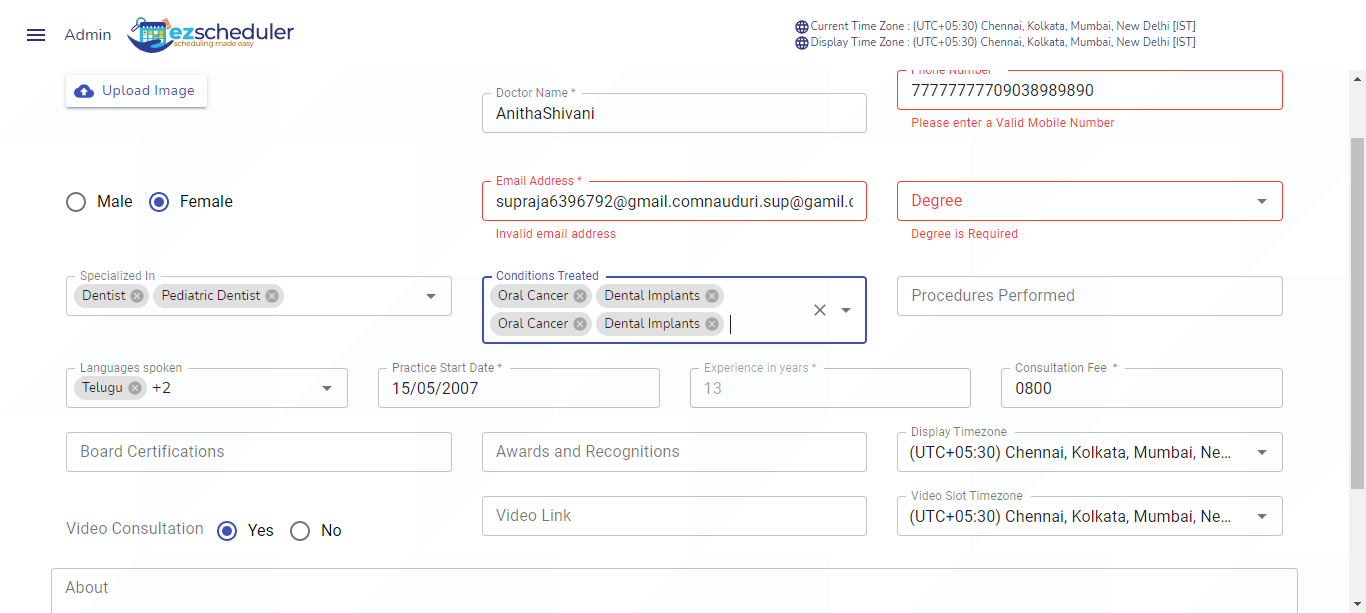 Admin
ezscheduler
scheduling made easy
Current Time Zone : (UTC+05:30) Chennai, Kolkata, Mumbai, New Delhi [IST]
Display Time Zone : (UTC+05:30) Chennai, Kolkata, Mumbai, New Delhi [IST]
Upload Image
Doctor Name *
AnithaShivani
Phone Number
77777777709038989890
Please enter a Valid Mobile Number
Male
Female
Email Address *
supraja6396792@gmail.comnauduri.sup@gamil.c
Invalid email address
Degree
Degree is Required
Specialized In
Dentist
Pediatric Dentist
Conditions Treated
Oral Cancer
Dental Implants
Oral Cancer
Dental Implants
Procedures Performed
Languages spoken
Telugu
+2
Practice Start Date *
15/05/2007
Experience in years *
13
Consultation Fee *
0800
Board Certifications
Awards and Recognitions
Display Timezone
(UTC+05:30) Chennai, Kolkata, Mumbai, Ne...
Video Consultation
Yes
No
Video Link
Video Slot Timezone
(UTC+05:30) Chennai, Kolkata, Mumbai, Ne...
About